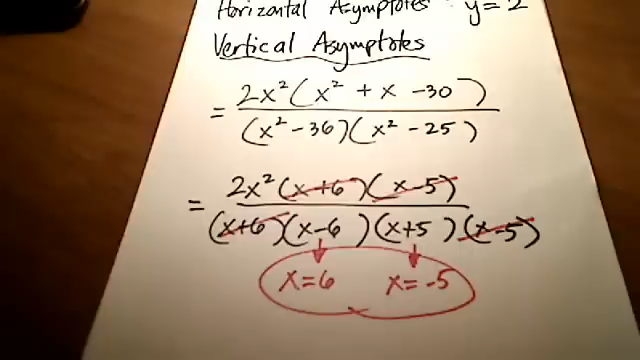 Horizontal Asymptotes y=2
Vertical Asymptotes
= 2x²(x² + x -30) / (x² -36)(x² -25)
= 2x²(x+6)(x-5) / (x+6)(x-6)(x+5)(x-5)
x=6 x=-5